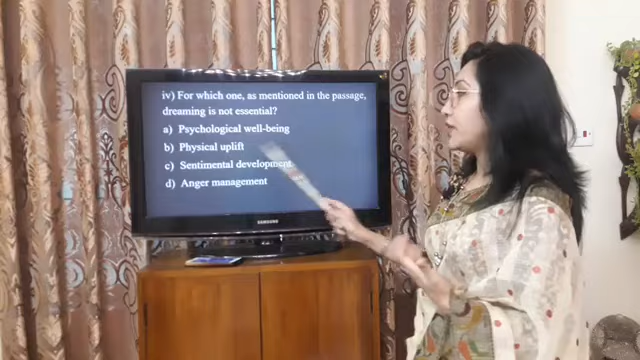 iv) For which one, as mentioned in the passage,
dreaming is not essential?
a) Psychological well-being
b) Physical uplift
c) Sentimental development
d) Anger management
SAMSUNG